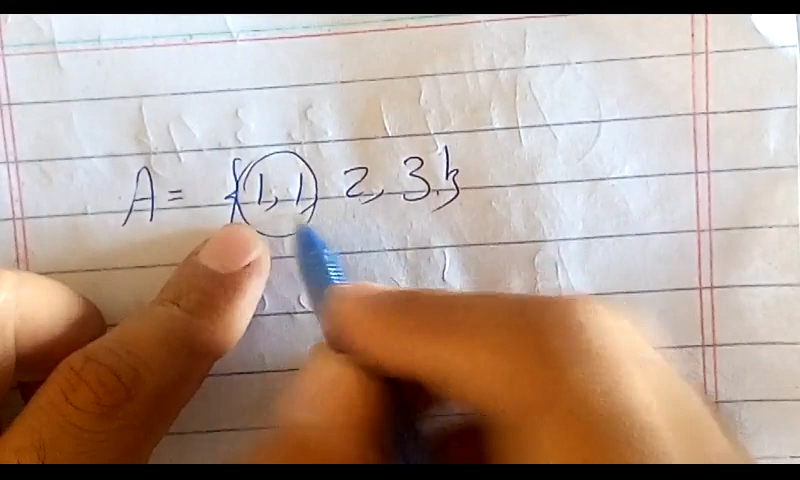 A = {1, 1, 2, 3.}